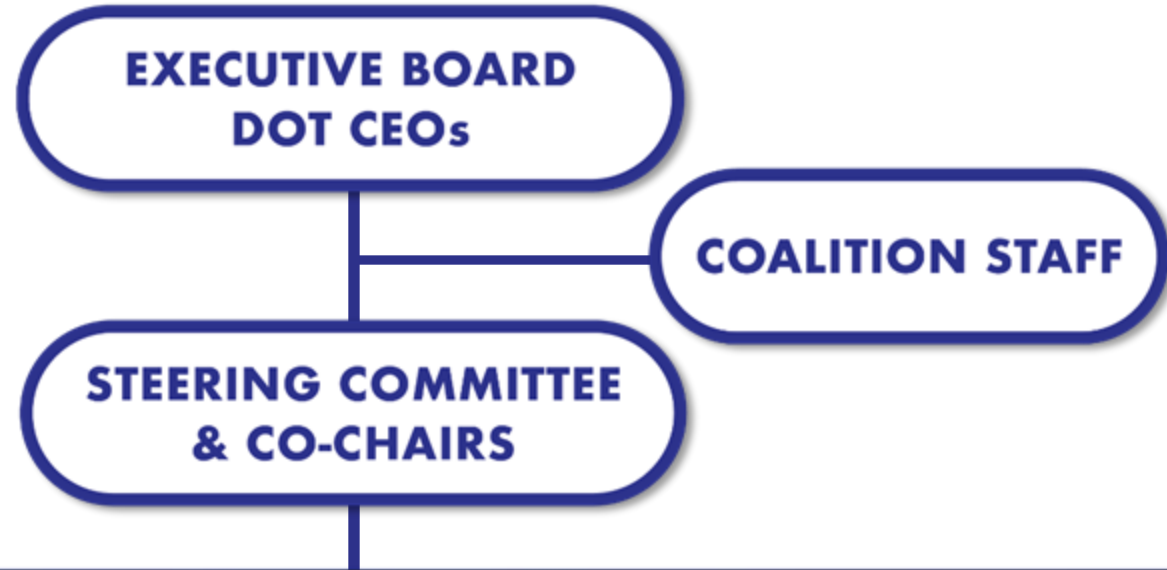 EXECUTIVE BOARD
DOT CEOs
COALITION STAFF
STEERING COMMITTEE
& CO-CHAIRS